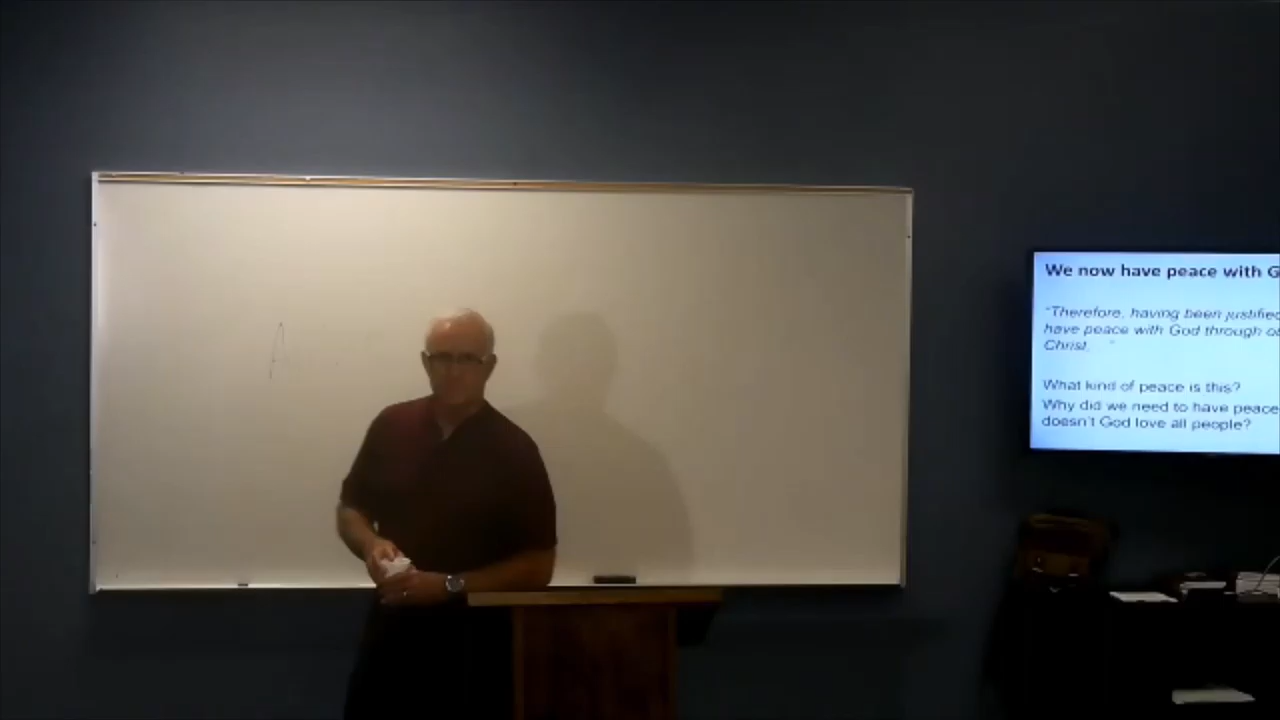 We now have peace with G
"Therefore, having been justified
have peace with God through o
Christ. "
What kind of peace is this?
Why did we need to have peace
doesn't God love all people?